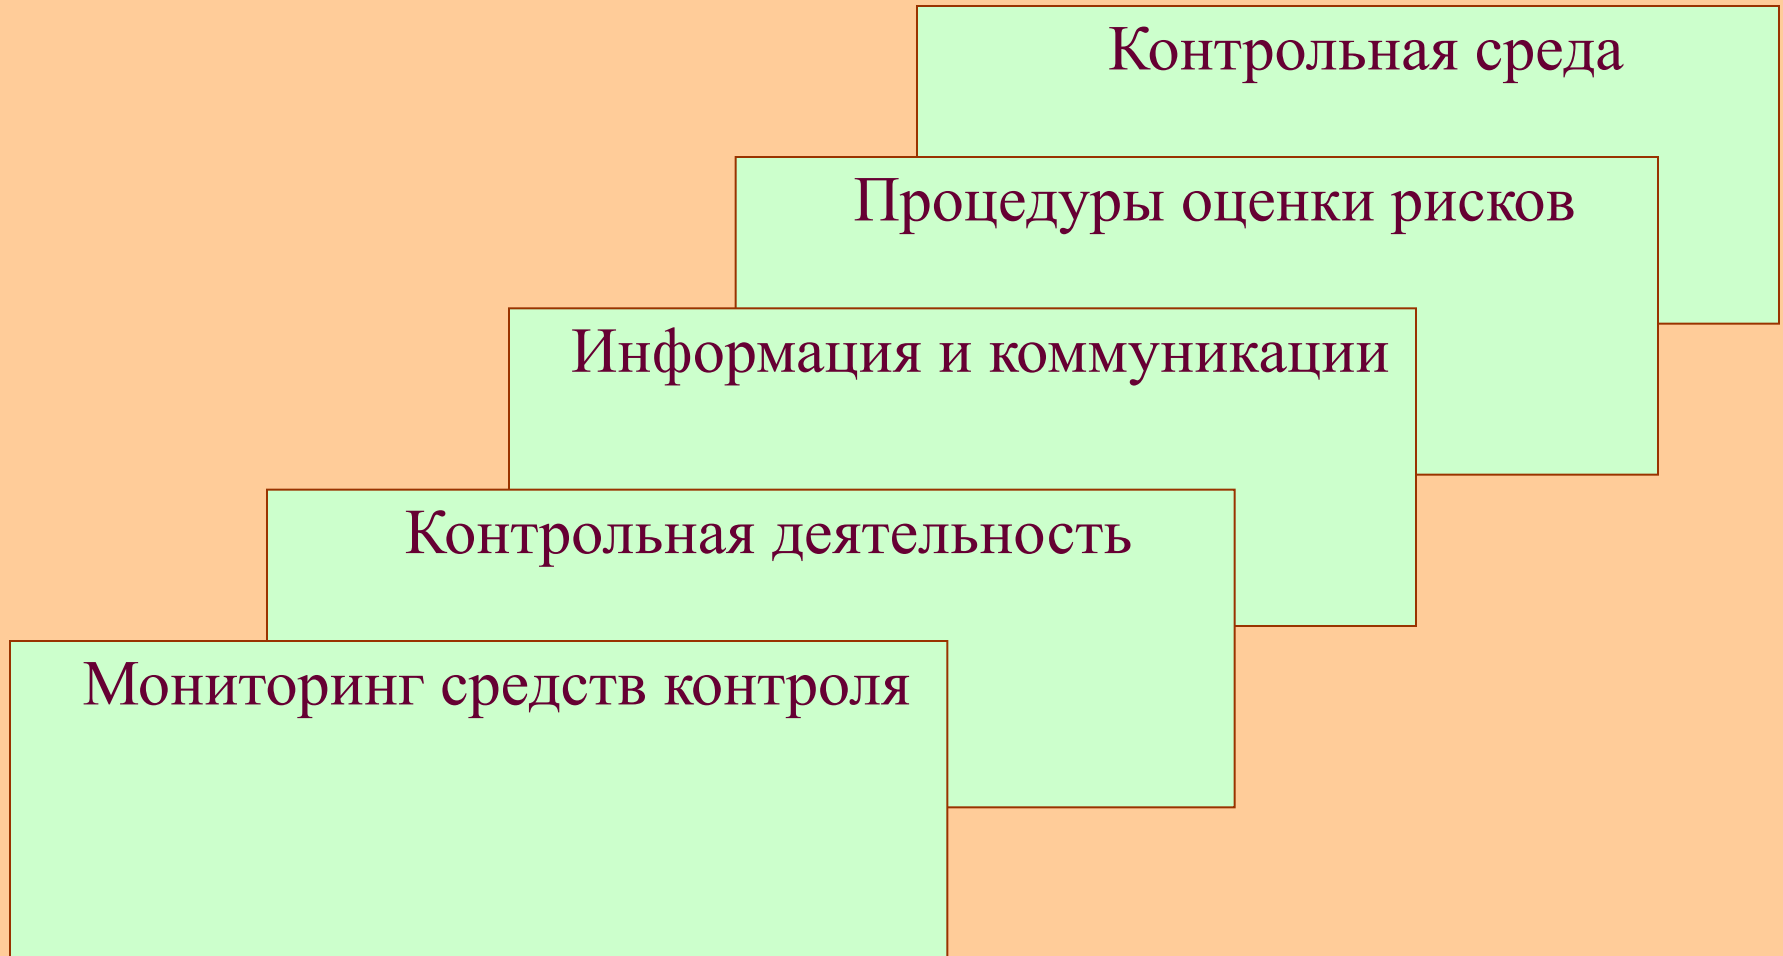 Контрольная среда
Процедуры оценки рисков
Информация и коммуникации
Контрольная деятельность
Мониторинг средств контроля